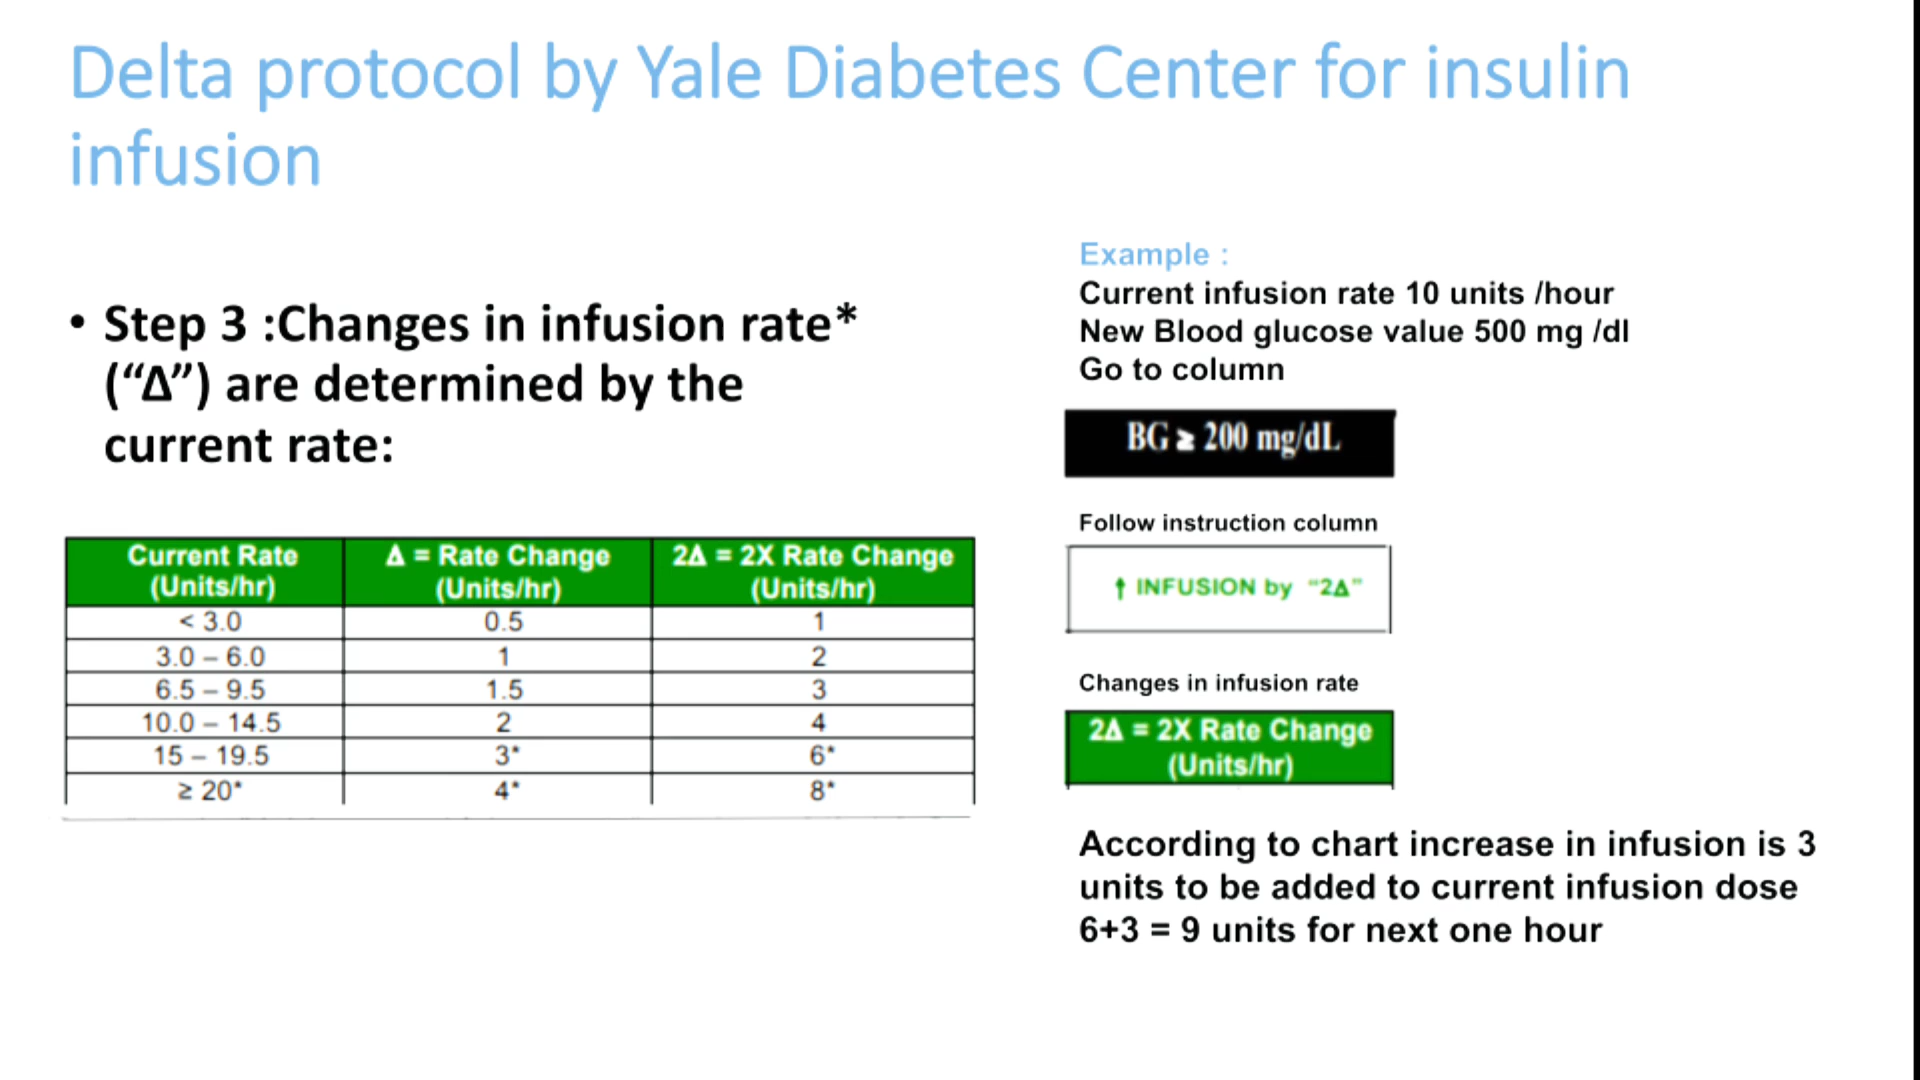 Delta protocol by Yale Diabetes Center for insulin
infusion
• Step 3 :Changes in infusion rate*
(“Δ”) are determined by the
current rate:
Current Rate (Units/hr) Δ = Rate Change (Units/hr) 2Δ = 2X Rate Change (Units/hr)
< 3.0 0.5 1
3.0 – 6.0 1 2
6.5 – 9.5 1.5 3
10.0 – 14.5 2 4
15 – 19.5 3* 6*
≥ 20* 4* 8*
Example :
Current infusion rate 10 units /hour
New Blood glucose value 500 mg /dl
Go to column
BG ≥ 200 mg/dL
Follow instruction column
↑ INFUSION by “2Δ”
Changes in infusion rate
2Δ = 2X Rate Change
(Units/hr)
According to chart increase in infusion is 3
units to be added to current infusion dose
6+3 = 9 units for next one hour